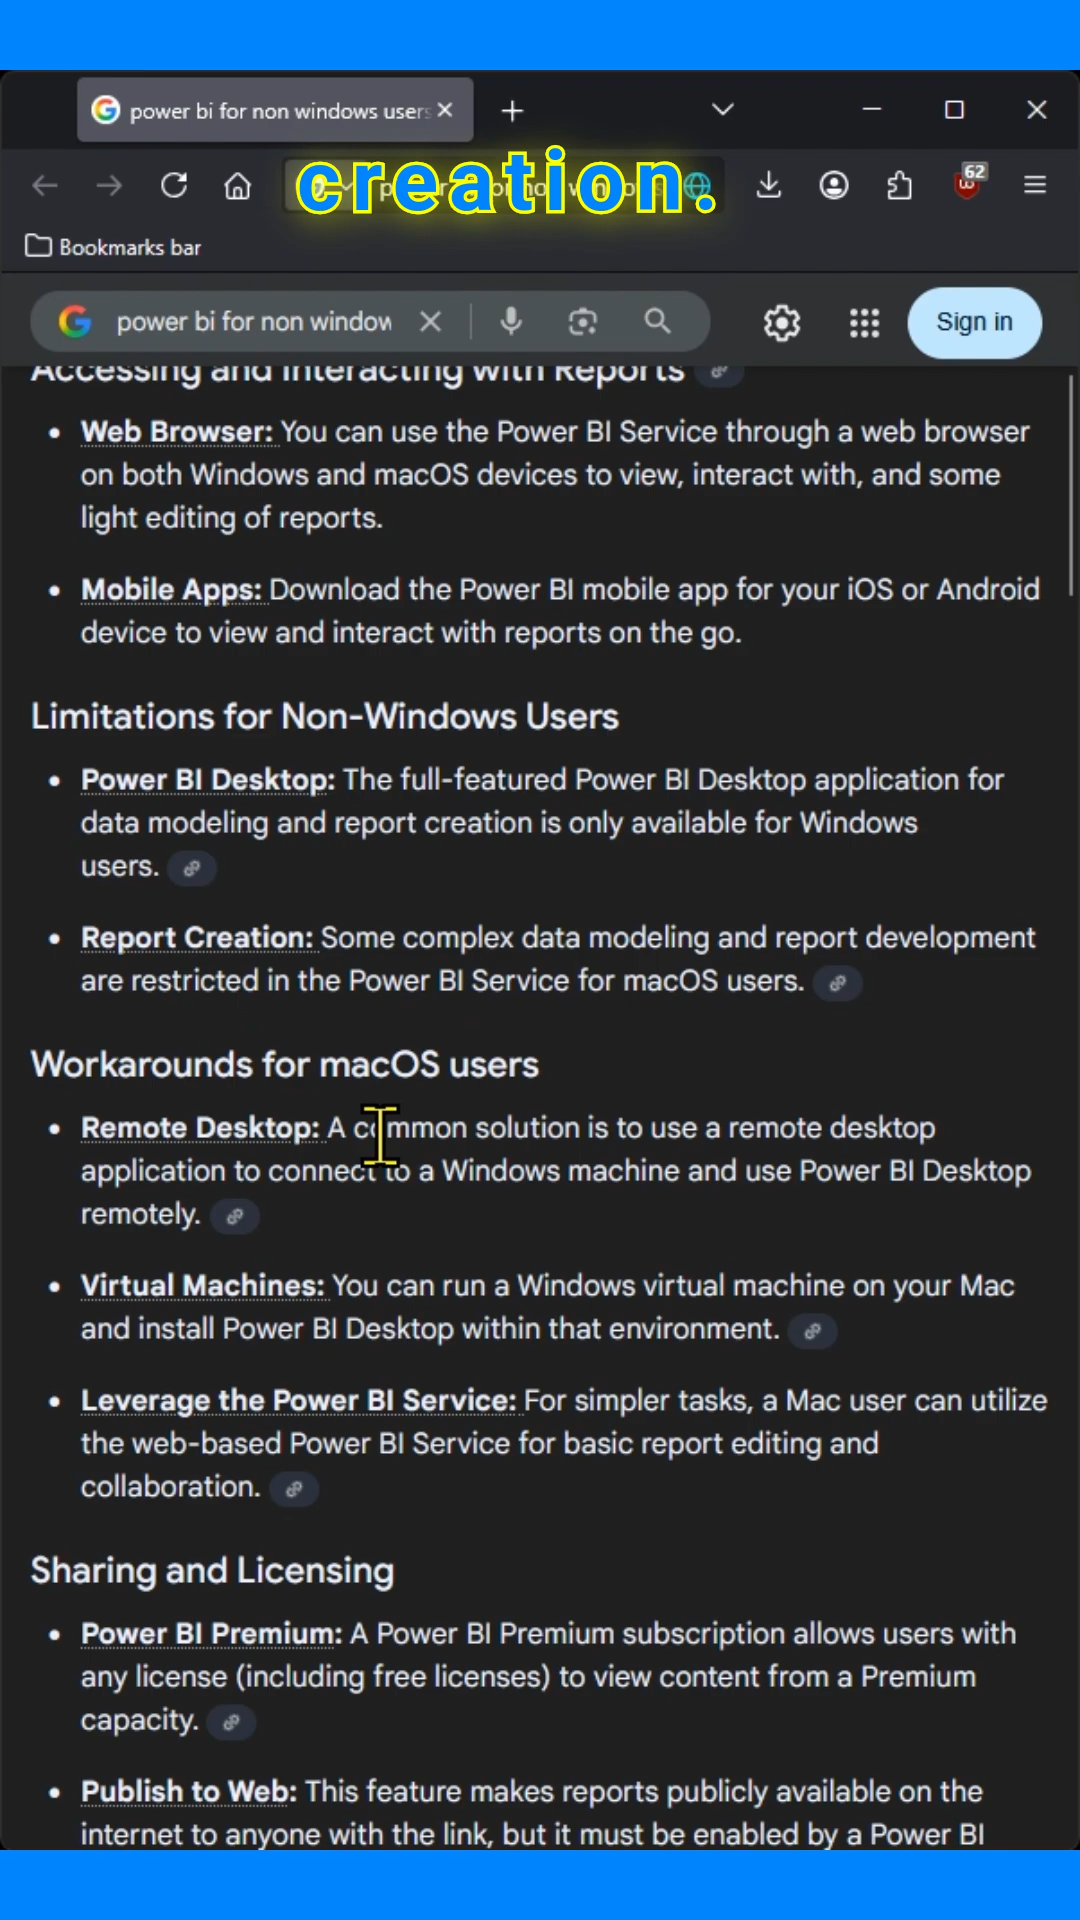 power bi for non windows users
creation.
Bookmarks bar
62
power bi for non window
Sign in
Accessing and Interacting with Reports
• Web Browser: You can use the Power BI Service through a web browser
on both Windows and macOS devices to view, interact with, and some
light editing of reports.
• Mobile Apps: Download the Power BI mobile app for your iOS or Android
device to view and interact with reports on the go.
Limitations for Non-Windows Users
• Power BI Desktop: The full-featured Power BI Desktop application for
data modeling and report creation is only available for Windows
users.
• Report Creation: Some complex data modeling and report development
are restricted in the Power BI Service for macOS users.
Workarounds for macOS users
• Remote Desktop: A common solution is to use a remote desktop
application to connect to a Windows machine and use Power BI Desktop
remotely.
• Virtual Machines: You can run a Windows virtual machine on your Mac
and install Power BI Desktop within that environment.
• Leverage the Power BI Service: For simpler tasks, a Mac user can utilize
the web-based Power BI Service for basic report editing and
collaboration.
Sharing and Licensing
• Power BI Premium: A Power BI Premium subscription allows users with
any license (including free licenses) to view content from a Premium
capacity.
• Publish to Web: This feature makes reports publicly available on the
internet to anyone with the link, but it must be enabled by a Power BI